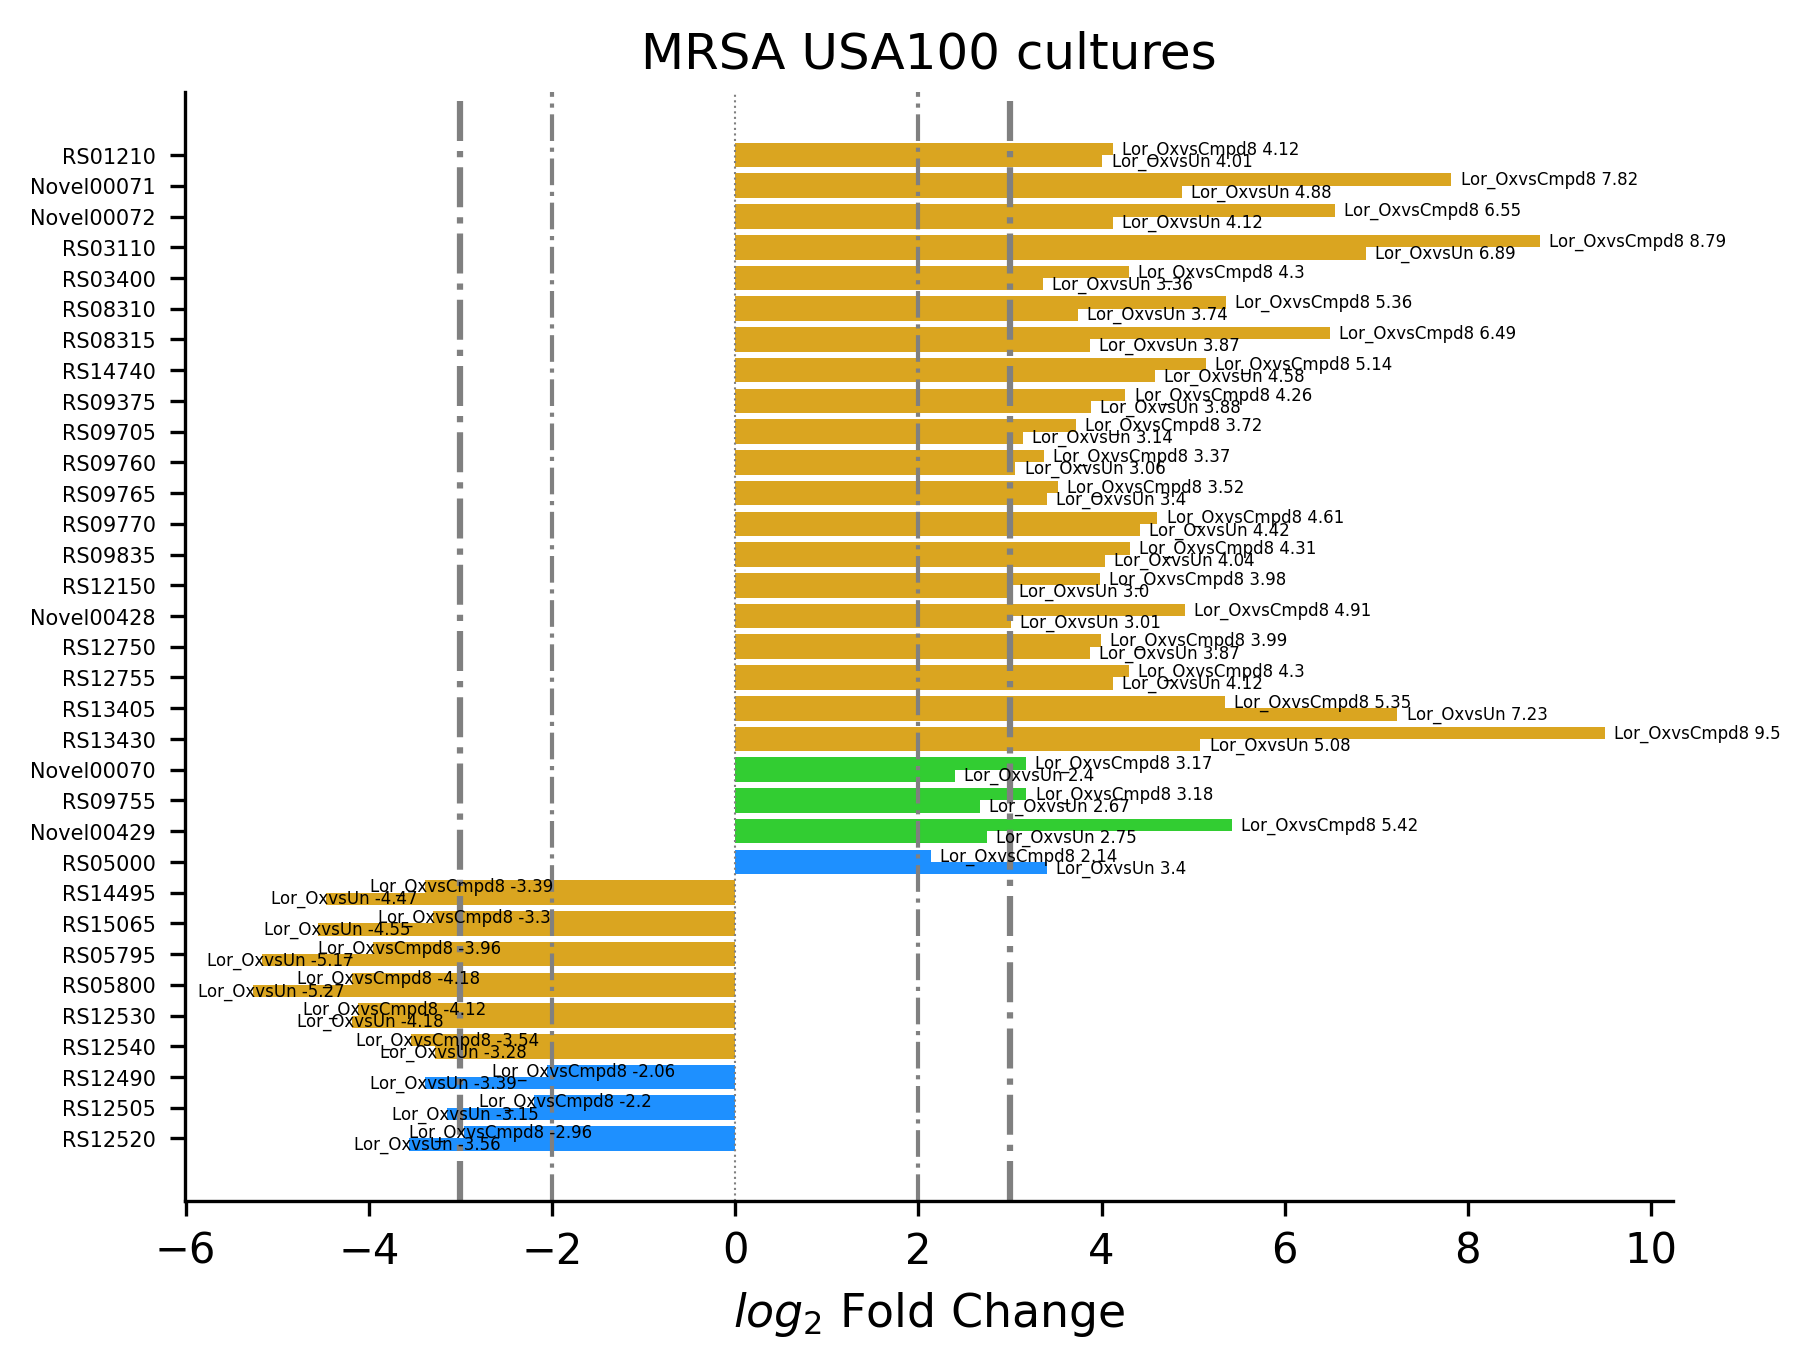 MRSA USA100 cultures
RS01210 Lor_OxvsCmpd8 4.12
Lor_OxvsUn 4.01
Novel00071 Lor_OxvsCmpd8 7.82
Lor_OxvsUn 4.88
Novel00072 Lor_OxvsCmpd8 6.55
Lor_OxvsUn 4.12
RS03110 Lor_OxvsCmpd8 8.79
Lor_OxvsUn 6.89
RS03400 Lor_OxvsCmpd8 4.3
Lor_OxvsUn 3.36
RS08310 Lor_OxvsCmpd8 5.36
Lor_OxvsUn 3.74
RS08315 Lor_OxvsCmpd8 6.49
Lor_OxvsUn 3.87
RS14740 Lor_OxvsCmpd8 5.14
Lor_OxvsUn 4.58
RS09375 Lor_OxvsCmpd8 4.26
Lor_OxvsUn 3.88
RS09705 Lor_OxvsCmpd8 3.72
Lor_OxvsUn 3.14
RS09760 Lor_OxvsCmpd8 3.37
Lor_OxvsUn 3.06
RS09765 Lor_OxvsCmpd8 3.52
Lor_OxvsUn 3.4
RS09770 Lor_OxvsCmpd8 4.61
Lor_OxvsUn 4.42
RS09835 Lor_OxvsCmpd8 4.31
Lor_OxvsUn 4.04
RS12150 Lor_OxvsCmpd8 3.98
Lor_OxvsUn 3.0
Novel00428 Lor_OxvsCmpd8 4.91
Lor_OxvsUn 3.01
RS12750 Lor_OxvsCmpd8 3.99
Lor_OxvsUn 3.87
RS12755 Lor_OxvsCmpd8 4.3
Lor_OxvsUn 4.12
RS13405 Lor_OxvsCmpd8 5.35
Lor_OxvsUn 7.23
RS13430 Lor_OxvsCmpd8 9.5
Lor_OxvsUn 5.08
Novel00070 Lor_OxvsCmpd8 3.17
Lor_OxvsUn 2.4
RS09755 Lor_OxvsCmpd8 3.18
Lor_OxvsUn 2.67
Novel00429 Lor_OxvsCmpd8 5.42
Lor_OxvsUn 2.75
RS05000 Lor_OxvsCmpd8 2.14
Lor_OxvsUn 3.4
RS14495 Lor_OxvsCmpd8 -3.39
Lor_OxvsUn -4.47
RS15065 Lor_OxvsCmpd8 -3.3
Lor_OxvsUn -4.55
RS05795 Lor_OxvsCmpd8 -3.96
Lor_OxvsUn -5.17
RS05800 Lor_OxvsCmpd8 -4.18
Lor_OxvsUn -5.27
RS12530 Lor_OxvsCmpd8 -4.12
Lor_OxvsUn -4.18
RS12540 Lor_OxvsCmpd8 -3.54
Lor_OxvsUn -3.28
RS12490 Lor_OxvsCmpd8 -2.06
Lor_OxvsUn -3.39
RS12505 Lor_OxvsCmpd8 -2.2
Lor_OxvsUn -3.15
RS12520 Lor_OxvsCmpd8 -2.96
Lor_OxvsUn -3.56
−6 −4 −2 0 2 4 6 8 10
log₂ Fold Change